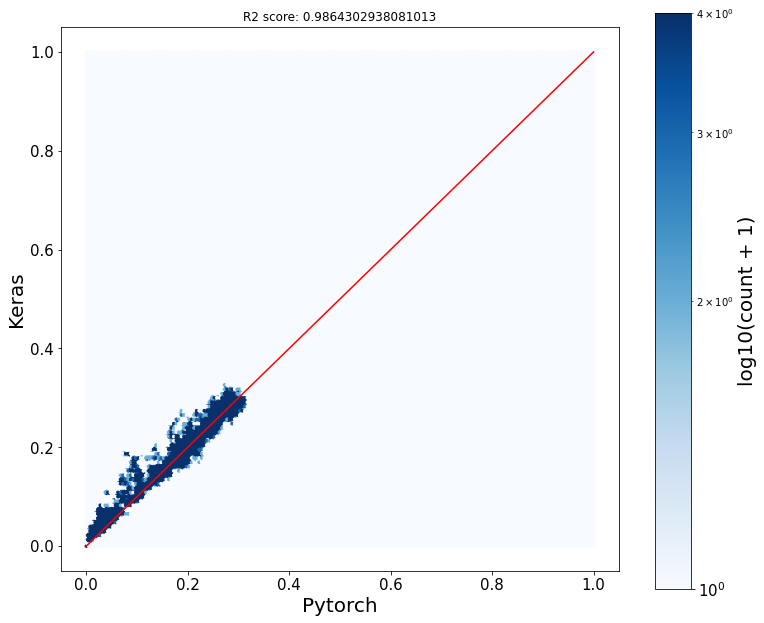 R2 score: 0.9864302938081013
1.0
0.8
0.6
0.4
0.2
0.0
Keras
0.0 0.2 0.4 0.6 0.8 1.0
Pytorch
4 × 10⁰
3 × 10⁰
2 × 10⁰
10⁰
log10(count + 1)